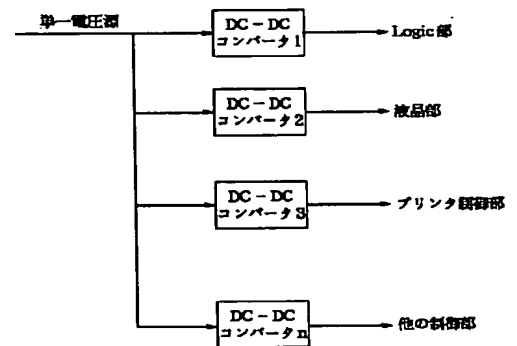 単一電圧源
DC－DC
コンバータ1
Logic部
DC－DC
コンバータ2
液晶部
DC－DC
コンバータ3
プリンタ制御部
DC－DC
コンバータn
他の制御部